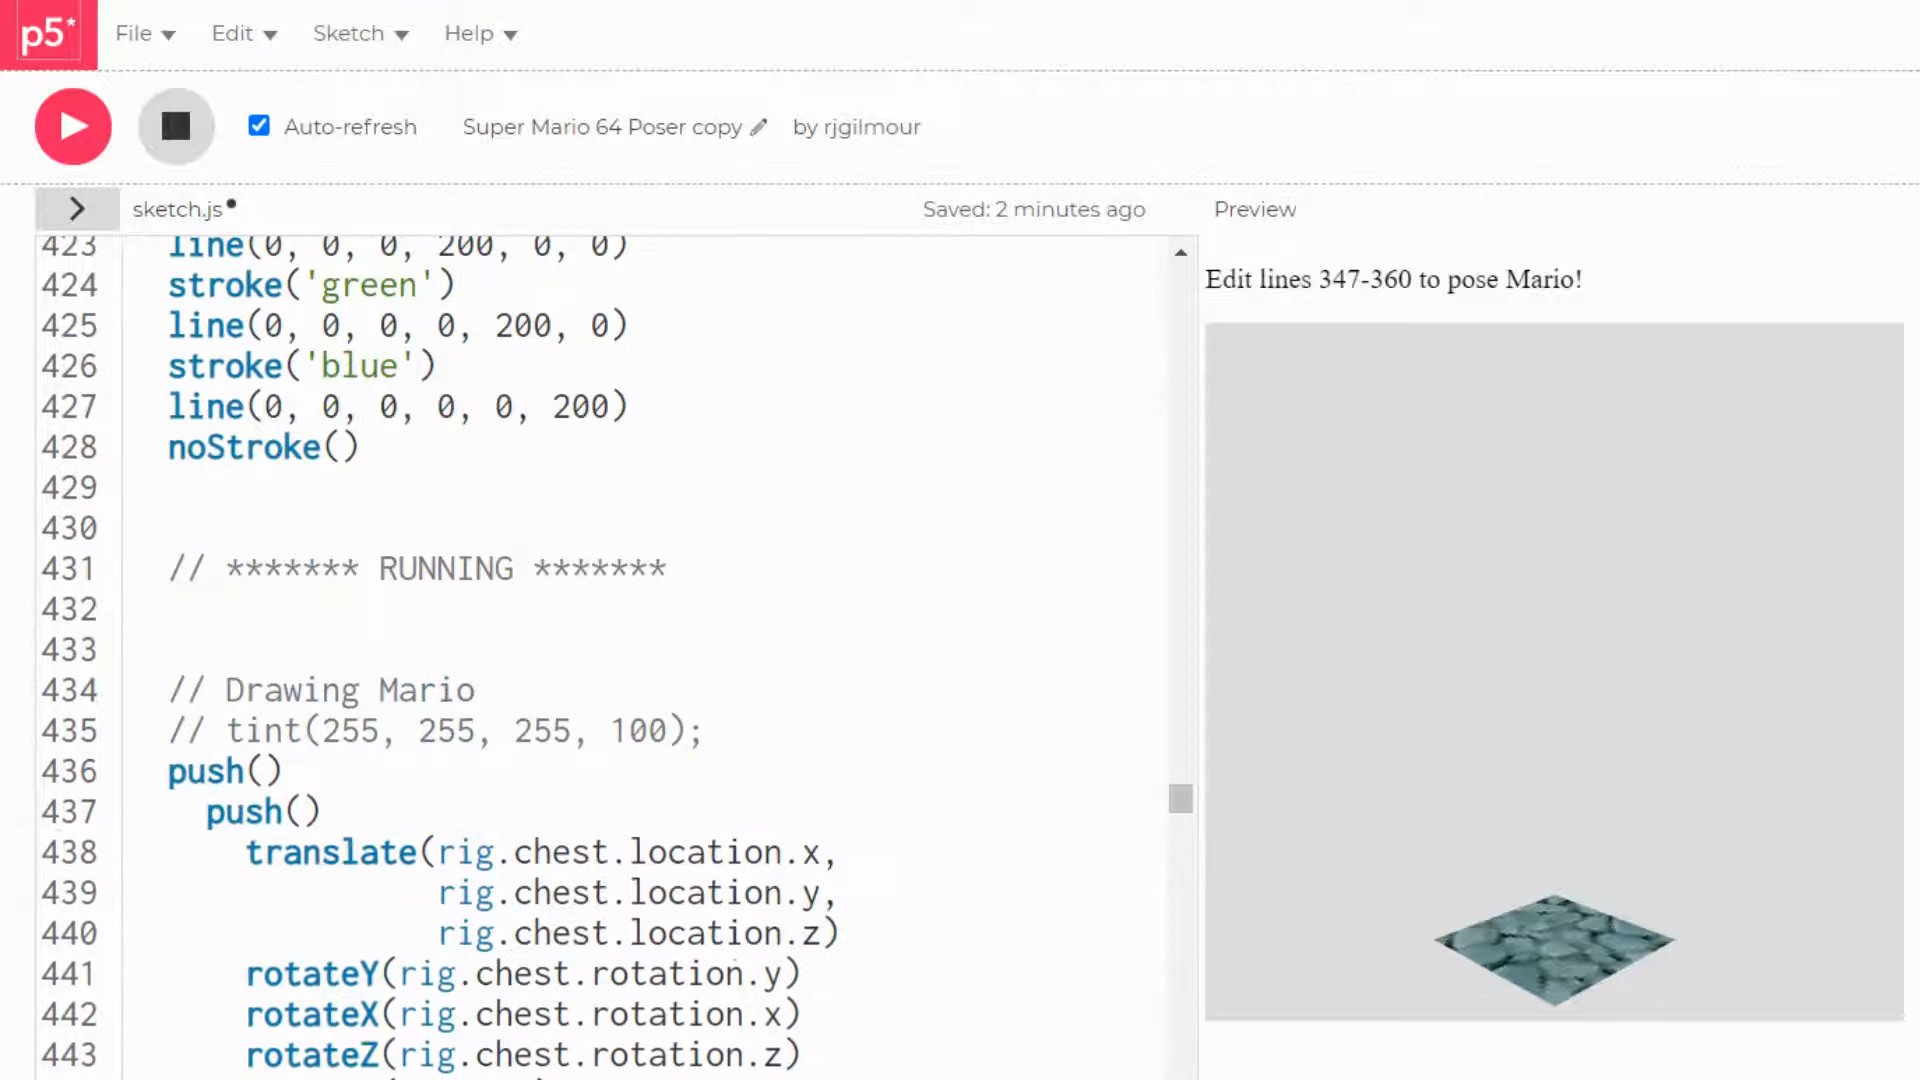 p5*
File Edit Sketch Help
Auto-refresh Super Mario 64 Poser copy by rjgilmour
sketch.js Saved: 2 minutes ago Preview
423 line(0, 0, 0, 200, 0, 0)
424 stroke('green')
425 line(0, 0, 0, 0, 200, 0)
426 stroke('blue')
427 line(0, 0, 0, 0, 0, 200)
428 noStroke()
429
430
431 // ******* RUNNING *******
432
433
434 // Drawing Mario
435 // tint(255, 255, 255, 100);
436 push()
437 push()
438 translate(rig.chest.location.x,
439 rig.chest.location.y,
440 rig.chest.location.z)
441 rotateY(rig.chest.rotation.y)
442 rotateX(rig.chest.rotation.x)
443 rotateZ(rig.chest.rotation.z)
Edit lines 347-360 to pose Mario!